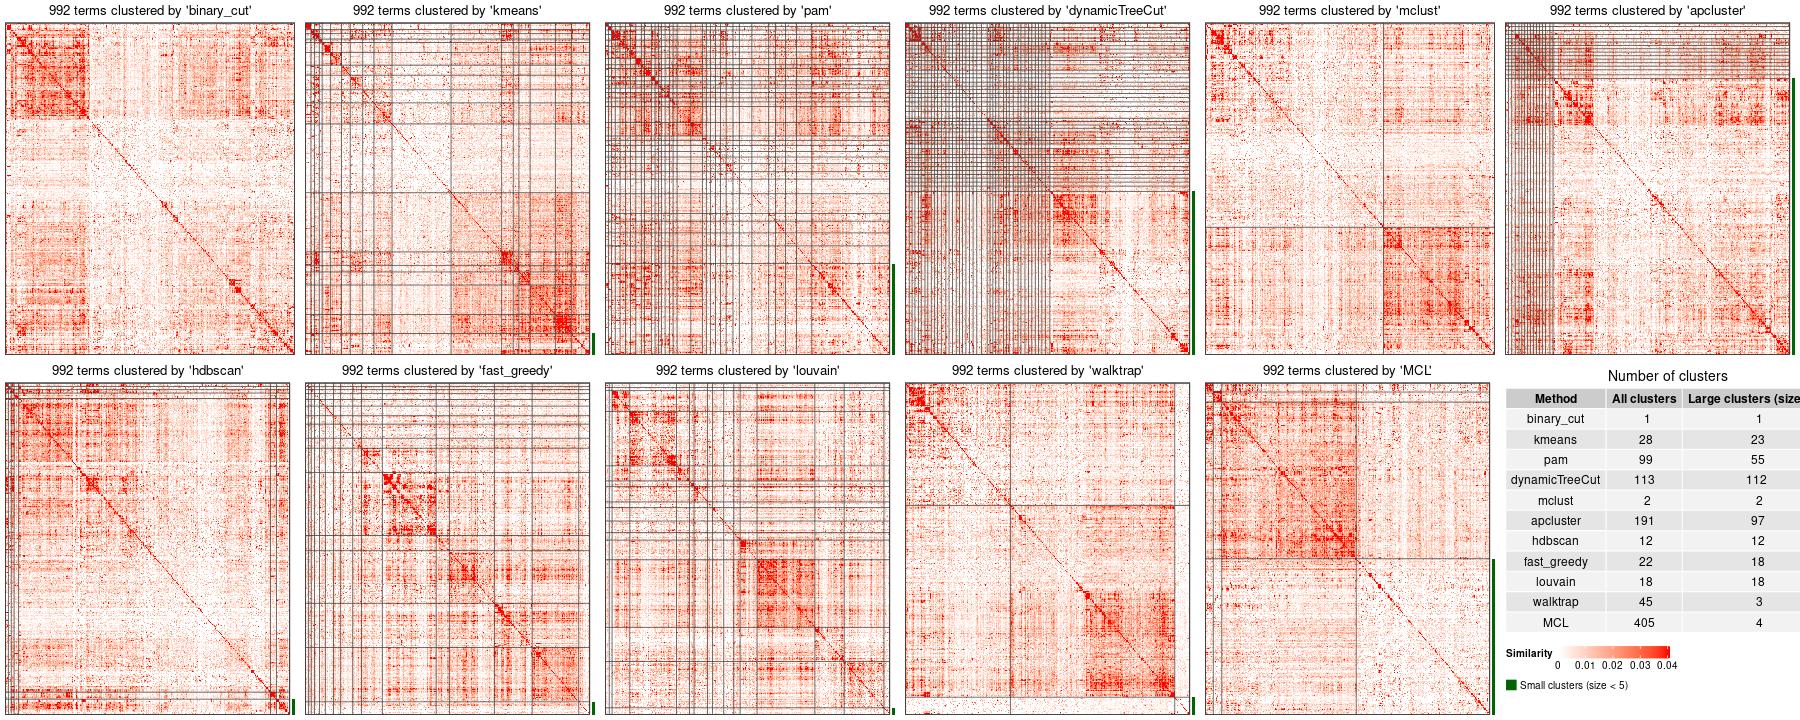 992 terms clustered by 'binary_cut'
992 terms clustered by 'kmeans'
992 terms clustered by 'pam'
992 terms clustered by 'dynamicTreeCut'
992 terms clustered by 'mclust'
992 terms clustered by 'apcluster'
992 terms clustered by 'hdbscan'
992 terms clustered by 'fast_greedy'
992 terms clustered by 'louvain'
992 terms clustered by 'walktrap'
992 terms clustered by 'MCL'
Number of clusters
Method All clusters Large clusters (size
binary_cut 1 1
kmeans 28 23
pam 99 55
dynamicTreeCut 113 112
mclust 2 2
apcluster 191 97
hdbscan 12 12
fast_greedy 22 18
louvain 18 18
walktrap 45 3
MCL 405 4
Similarity
0 0.01 0.02 0.03 0.04
Small clusters (size < 5)